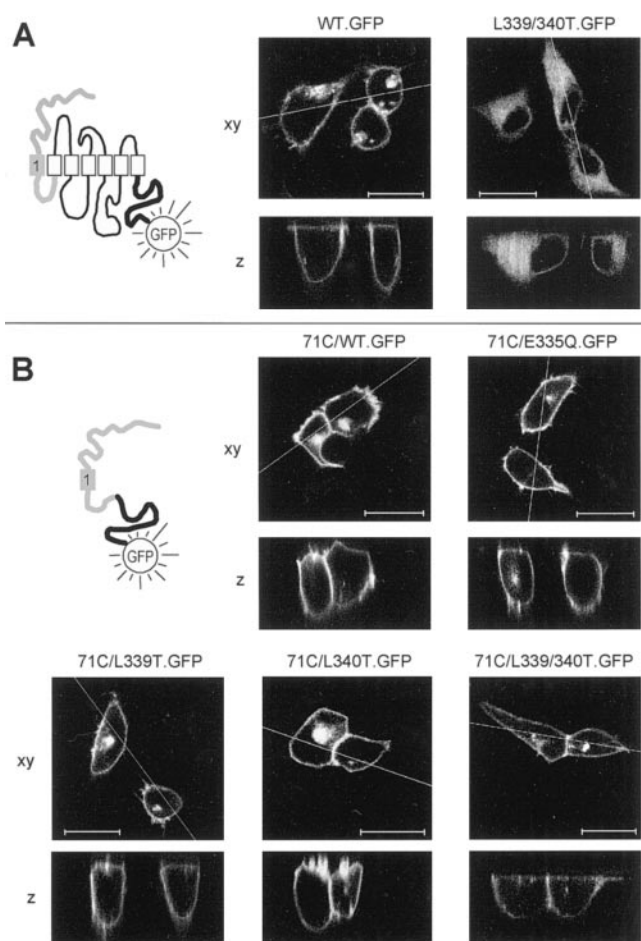 A
WT.GFP
L339/340T.GFP
xy
1
GFP
z
B
71C/WT.GFP
71C/E335Q.GFP
xy
1
GFP
z
71C/L339T.GFP
71C/L340T.GFP
71C/L339/340T.GFP
xy
z